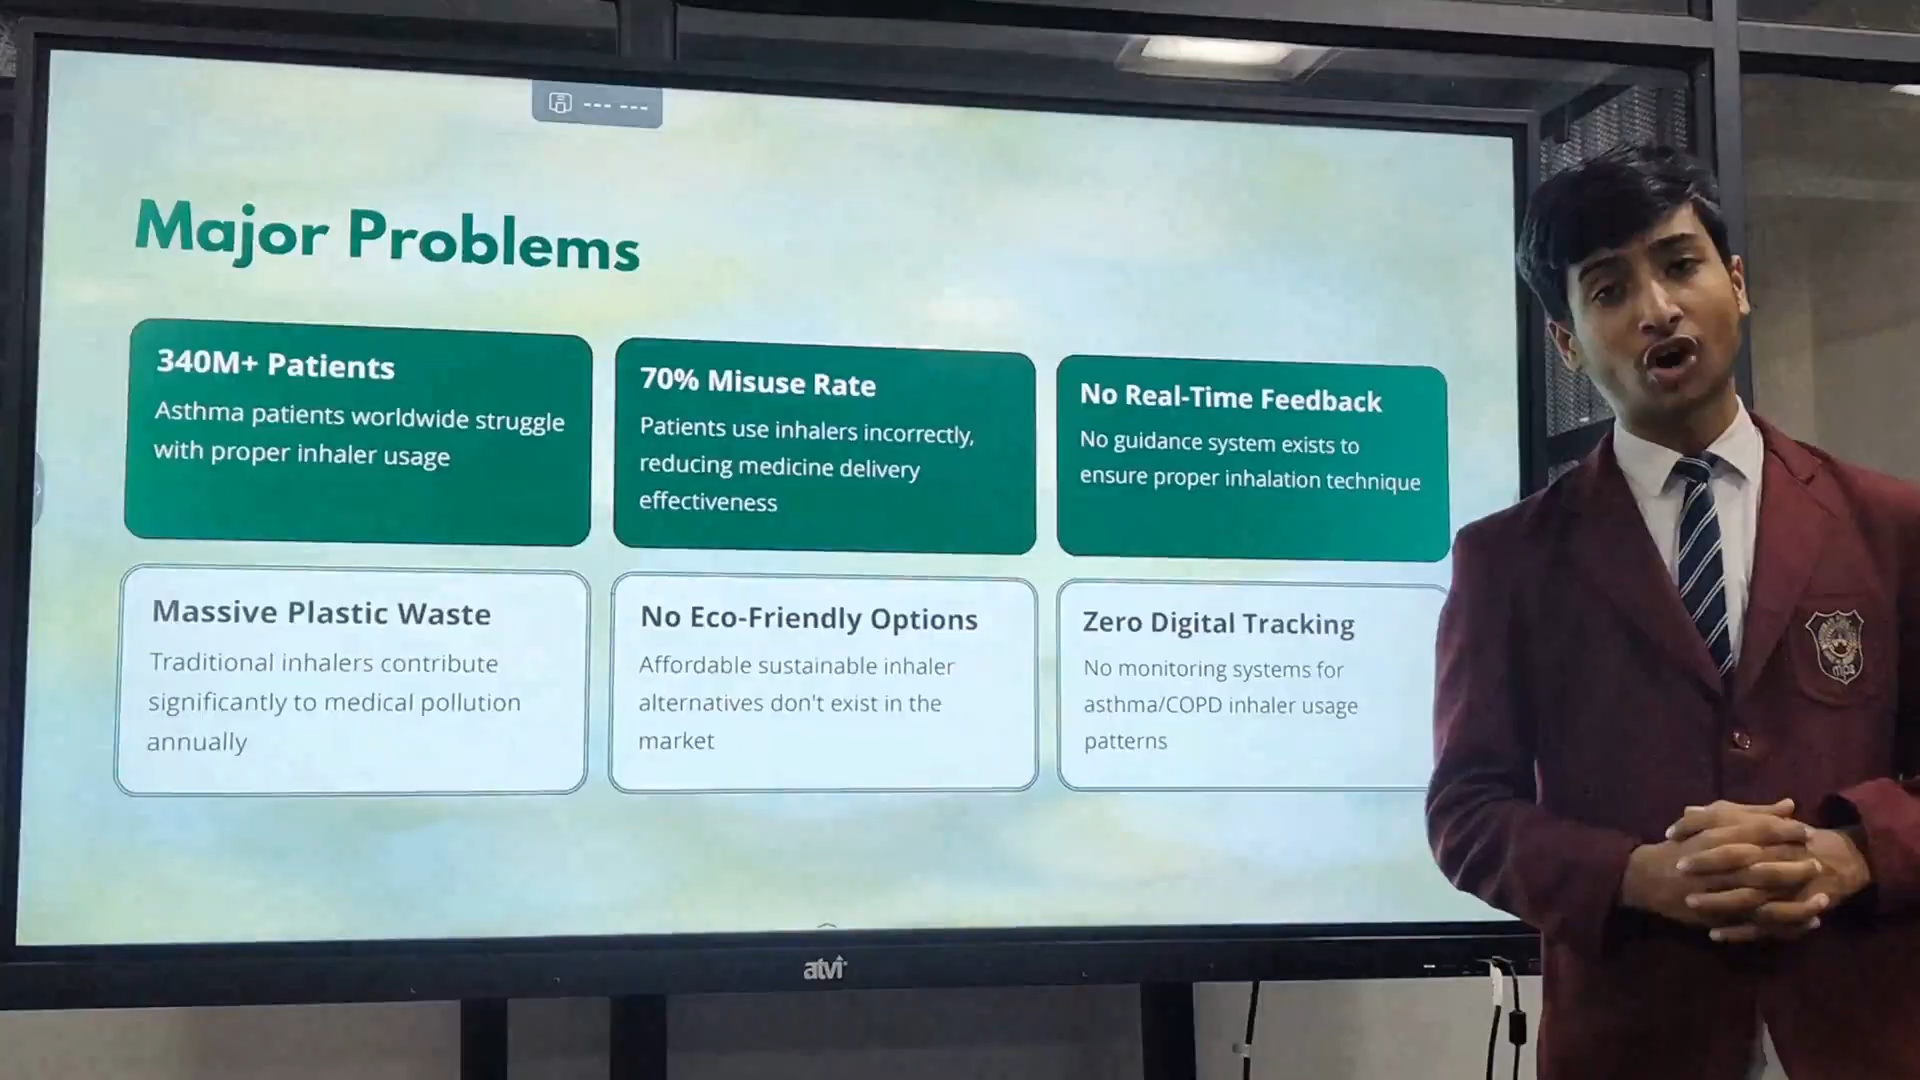 Major Problems
340M+ Patients
Asthma patients worldwide struggle
with proper inhaler usage
70% Misuse Rate
Patients use inhalers incorrectly,
reducing medicine delivery
effectiveness
No Real-Time Feedback
No guidance system exists to
ensure proper inhalation technique
Massive Plastic Waste
Traditional inhalers contribute
significantly to medical pollution
annually
No Eco-Friendly Options
Affordable sustainable inhaler
alternatives don't exist in the
market
Zero Digital Tracking
No monitoring systems for
asthma/COPD inhaler usage
patterns
atvi
mps